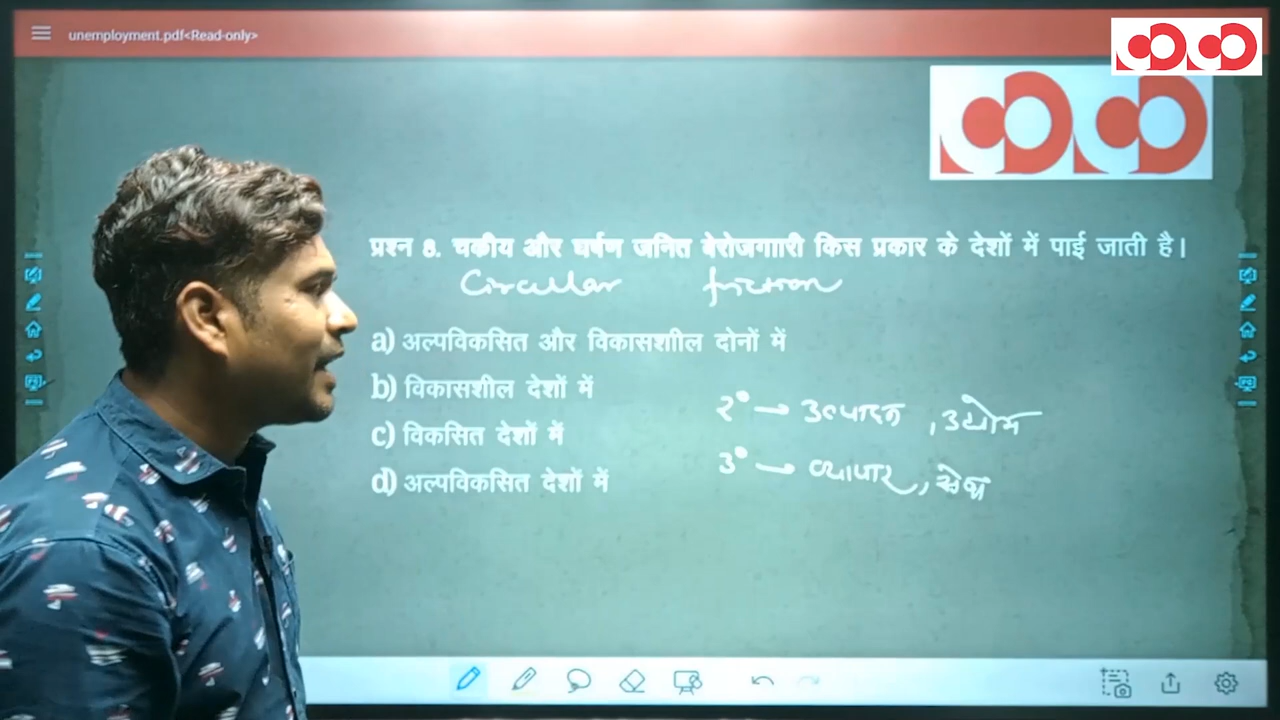 unemployment.pdf<Read-only>
प्रश्न 8. चकीय और घर्षण जनित बेरोजगाारी किस प्रकार के देशों में पाई जाती है।
Circular friction
a) अल्पविकसित और विकासशाील दोनों में
b) विकासशील देशों में
c) विकसित देशों में
d) अल्पविकसित देशों में
2° → उत्पादन, उद्योग
3° → व्यापार, सेवा